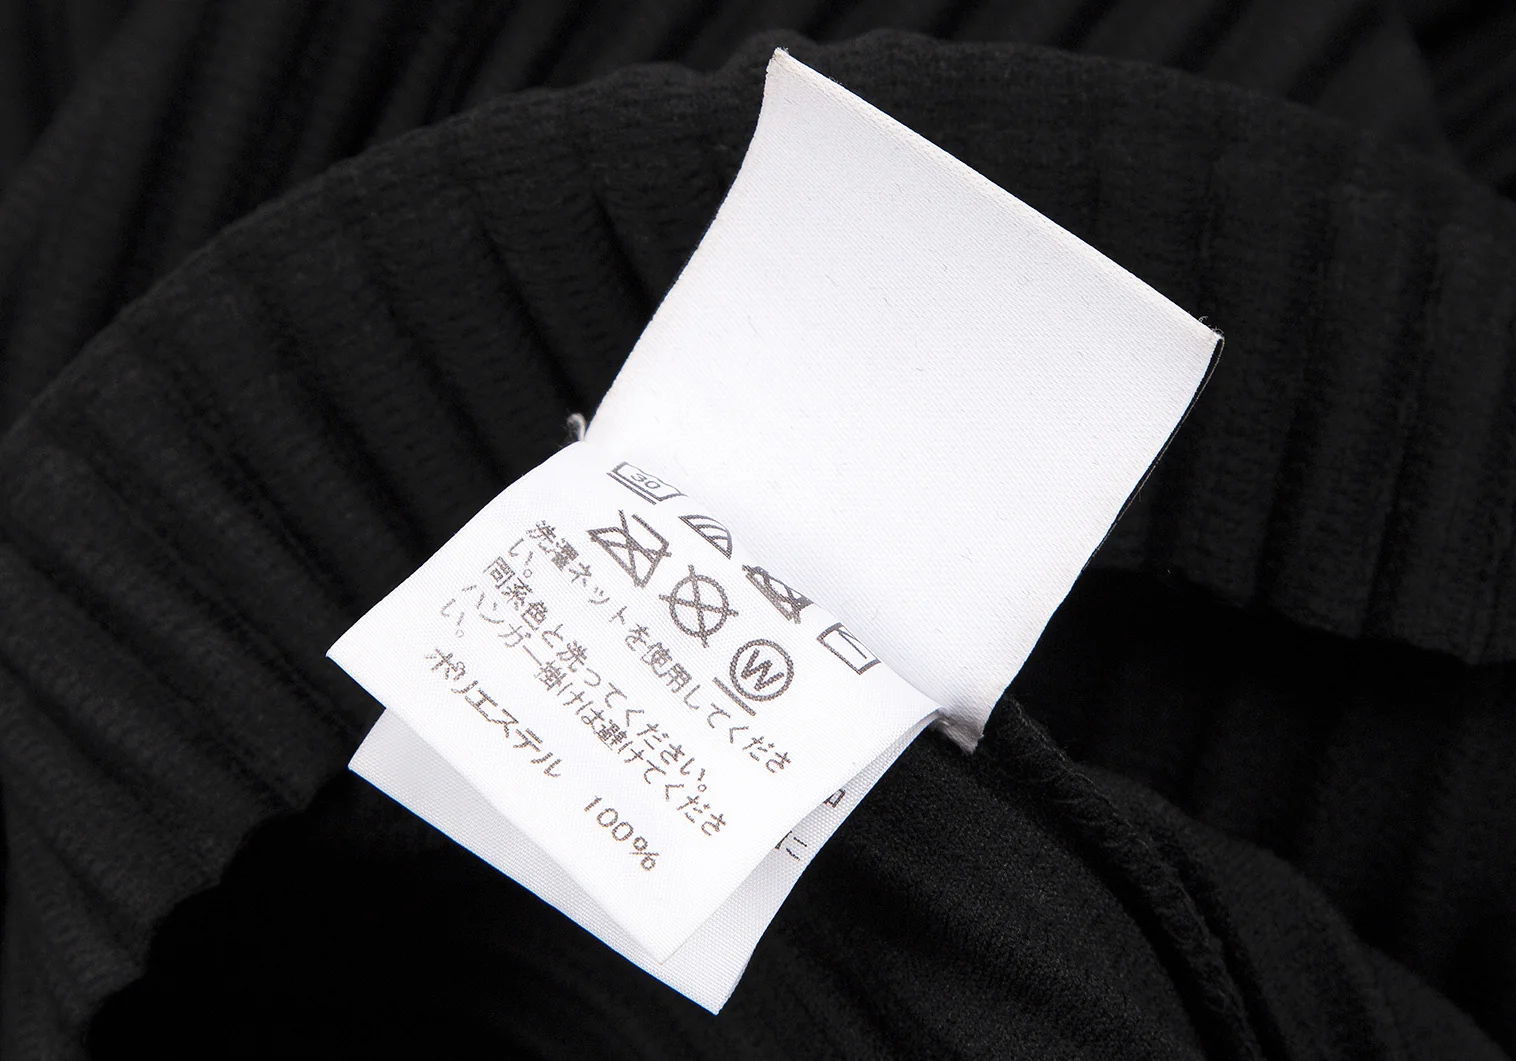 30
W
洗濯ネットを使用してくださ
い。
同系色と洗ってください。
ハンガー掛けは避けてくださ
い。
ポリエステル 100%
に